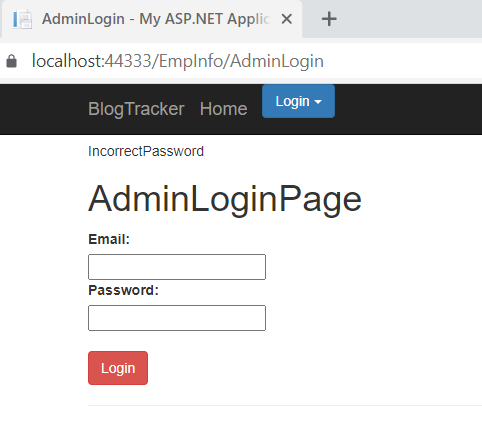 AdminLogin - My ASP.NET Applic
localhost:44333/EmpInfo/AdminLogin
BlogTracker Home Login
IncorrectPassword
AdminLoginPage
Email:
Password:
Login